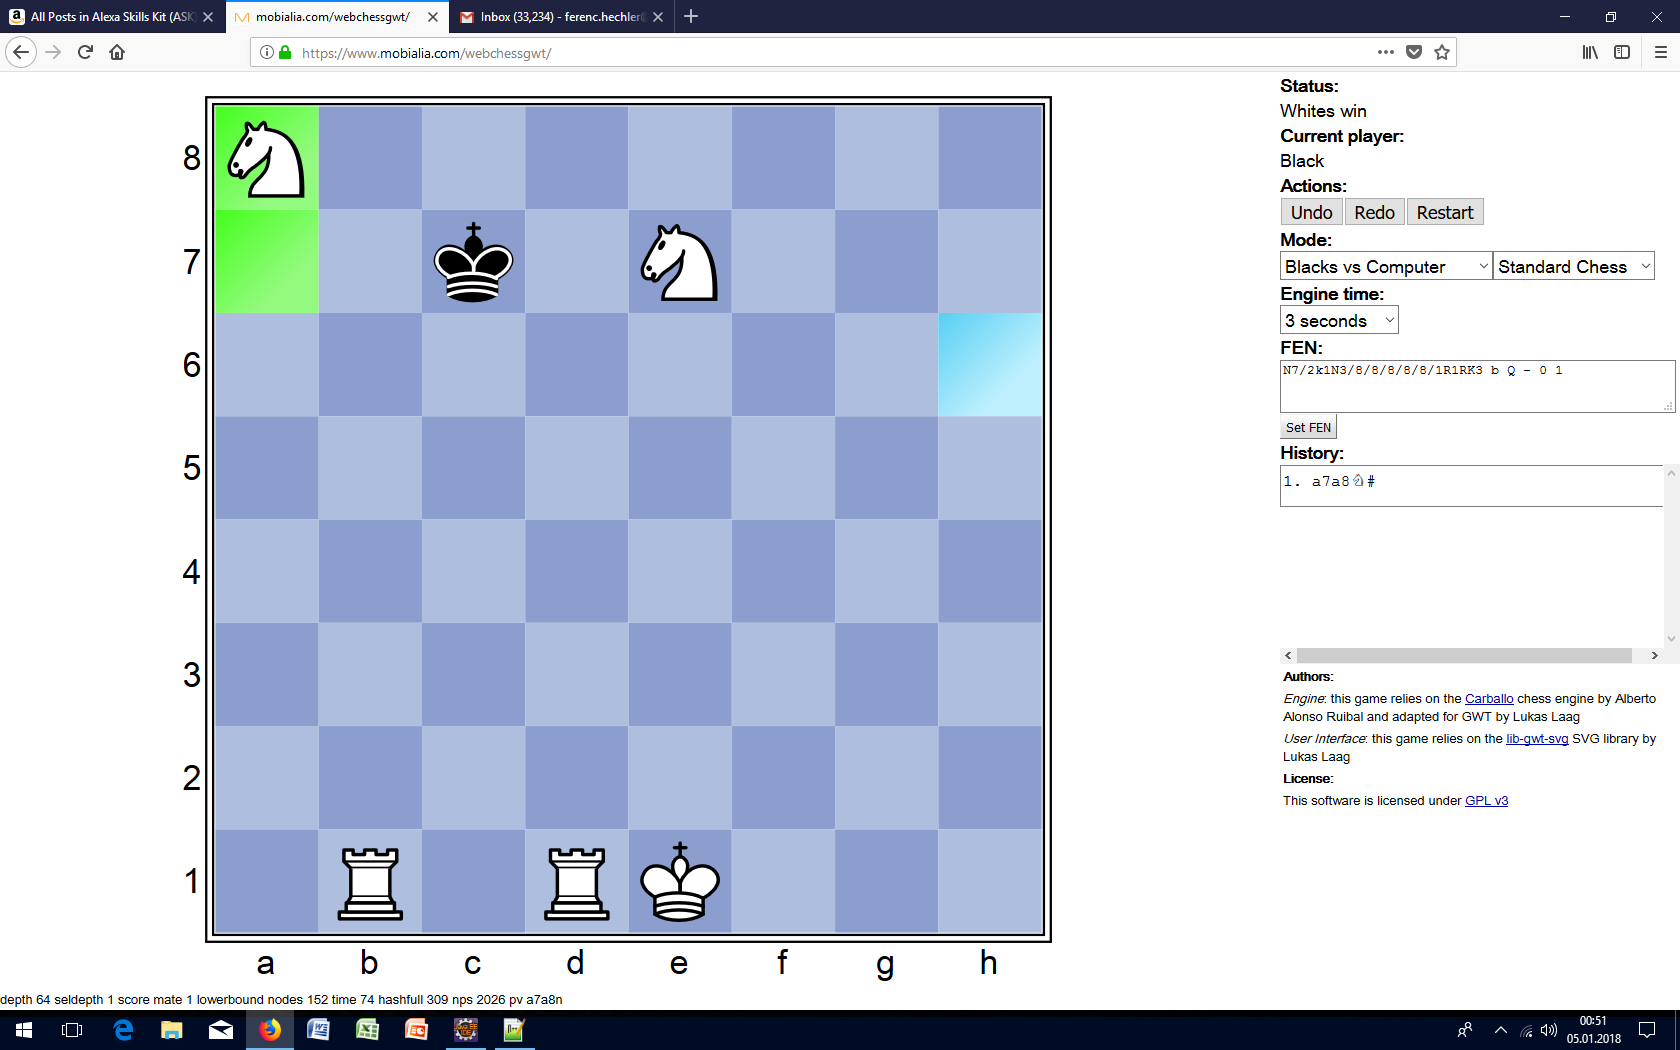 All Posts in Alexa Skills Kit (ASK
mobialia.com/webchessgwt/
Inbox (33,234) - ferenc.hechler@
https://www.mobialia.com/webchessgwt/
Status:
Whites win
Current player:
Black
Actions:
Undo Redo Restart
Mode:
Blacks vs Computer Standard Chess
Engine time:
3 seconds
FEN:
N7/2k1N3/8/8/8/8/8/1R1RK3 b Q - 0 1
Set FEN
History:
1. a7a8♘#
Authors:
Engine: this game relies on the Carballo chess engine by Alberto
Alonso Ruibal and adapted for GWT by Lukas Laag
User Interface: this game relies on the lib-gwt-svg SVG library by
Lukas Laag
License:
This software is licensed under GPL v3
8
7
6
5
4
3
2
1
a b c d e f g h
depth 64 seldepth 1 score mate 1 lowerbound nodes 152 time 74 hashfull 309 nps 2026 pv a7a8n
00:51
05.01.2018